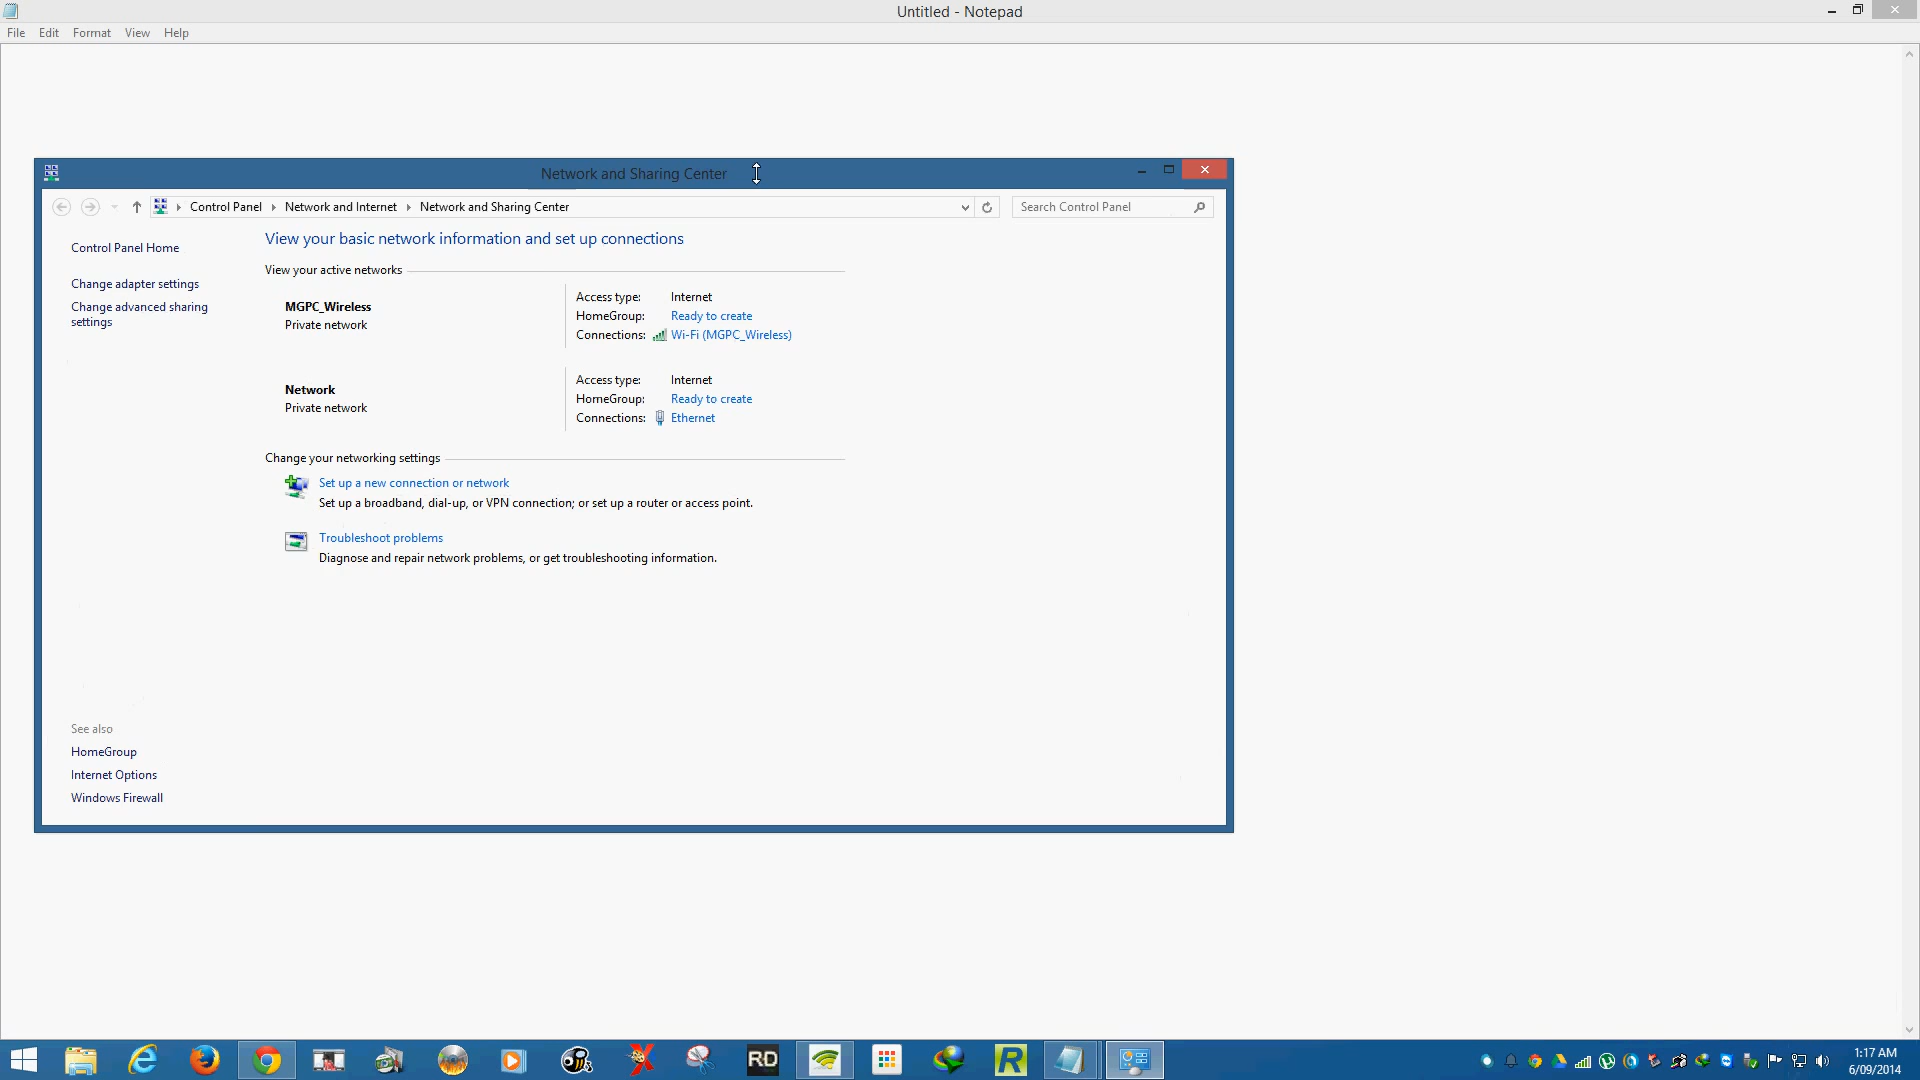 Untitled - Notepad
File Edit Format View Help
Network and Sharing Center
Control Panel Network and Internet Network and Sharing Center
Search Control Panel
Control Panel Home
Change adapter settings
Change advanced sharing
settings
View your basic network information and set up connections
View your active networks
MGPC_Wireless
Private network
Access type: Internet
HomeGroup: Ready to create
Connections: Wi-Fi (MGPC_Wireless)
Network
Private network
Access type: Internet
HomeGroup: Ready to create
Connections: Ethernet
Change your networking settings
Set up a new connection or network
Set up a broadband, dial-up, or VPN connection; or set up a router or access point.
Troubleshoot problems
Diagnose and repair network problems, or get troubleshooting information.
See also
HomeGroup
Internet Options
Windows Firewall
RD
R
1:17 AM
6/09/2014